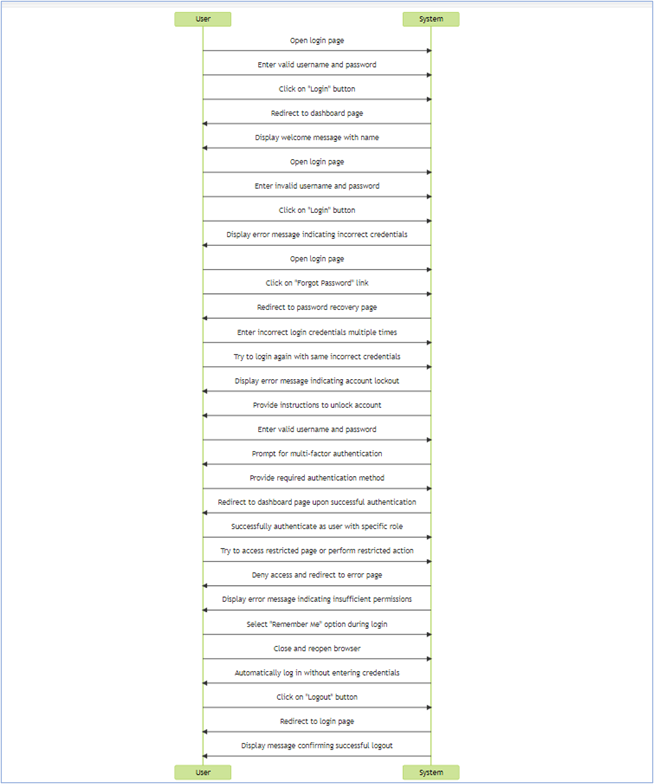 User System
Open login page
Enter valid username and password
Click on "Login" button
Redirect to dashboard page
Display welcome message with name
Open login page
Enter invalid username and password
Click on "Login" button
Display error message indicating incorrect credentials
Open login page
Click on "Forgot Password" link
Redirect to password recovery page
Enter incorrect login credentials multiple times
Try to login again with same incorrect credentials
Display error message indicating account lockout
Provide instructions to unlock account
Enter valid username and password
Prompt for multi-factor authentication
Provide required authentication method
Redirect to dashboard page upon successful authentication
Successfully authenticate as user with specific role
Try to access restricted page or perform restricted action
Deny access and redirect to error page
Display error message indicating insufficient permissions
Select "Remember Me" option during login
Close and reopen browser
Automatically log in without entering credentials
Click on "Logout" button
Redirect to login page
Display message confirming successful logout
User System